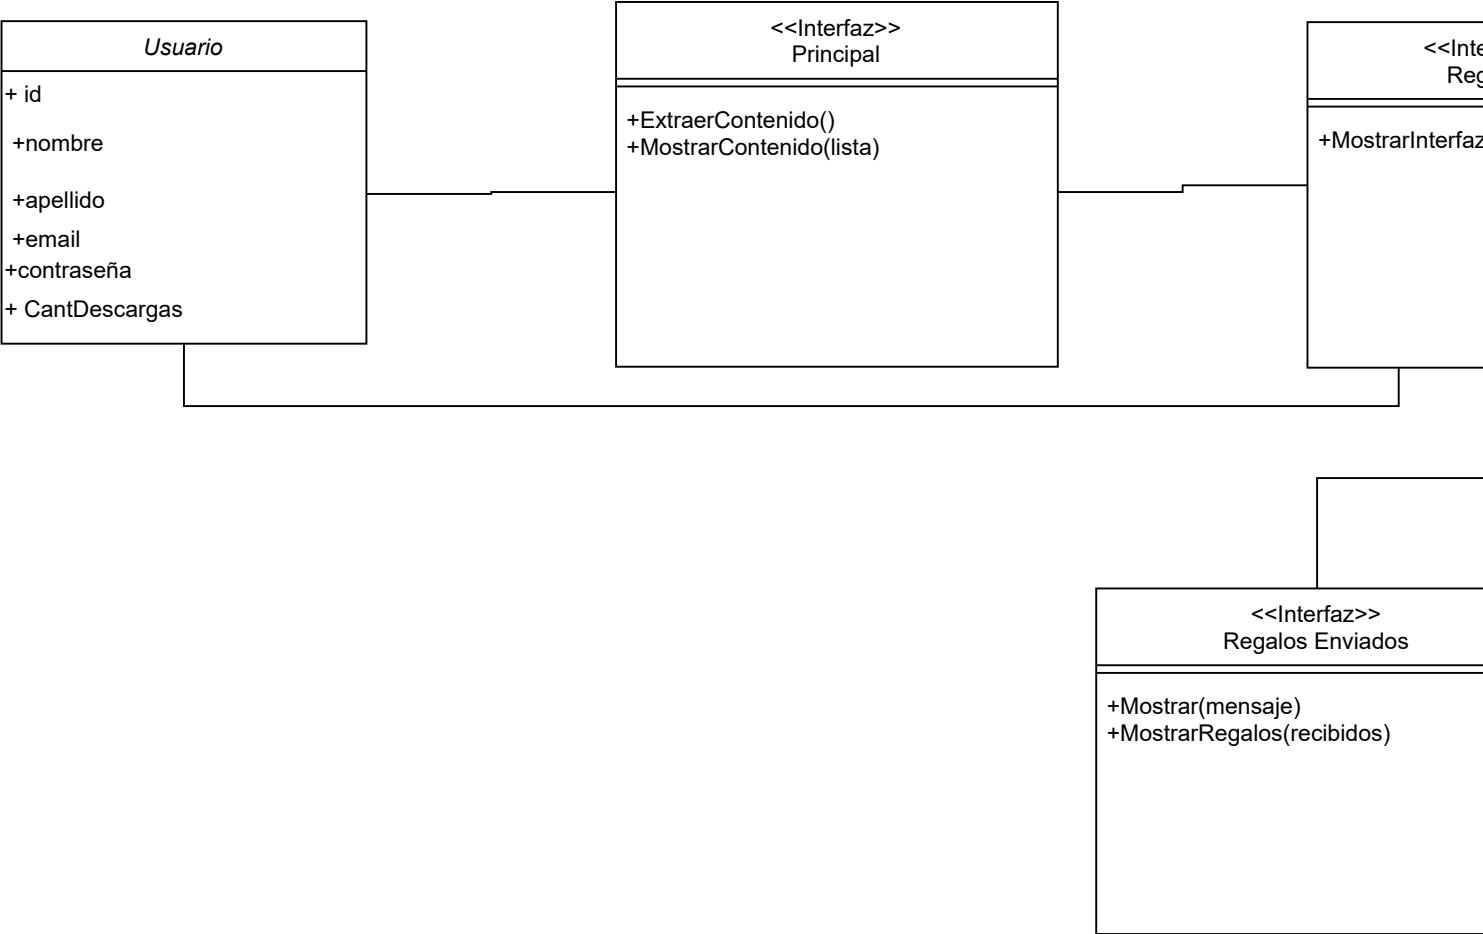 Usuario
+ id
+nombre
+apellido
+email
+contraseña
+ CantDescargas
<<Interfaz>>
Principal
+ExtraerContenido()
+MostrarContenido(lista)
<<Inte
Reg
+MostrarInterfaz
<<Interfaz>>
Regalos Enviados
+Mostrar(mensaje)
+MostrarRegalos(recibidos)